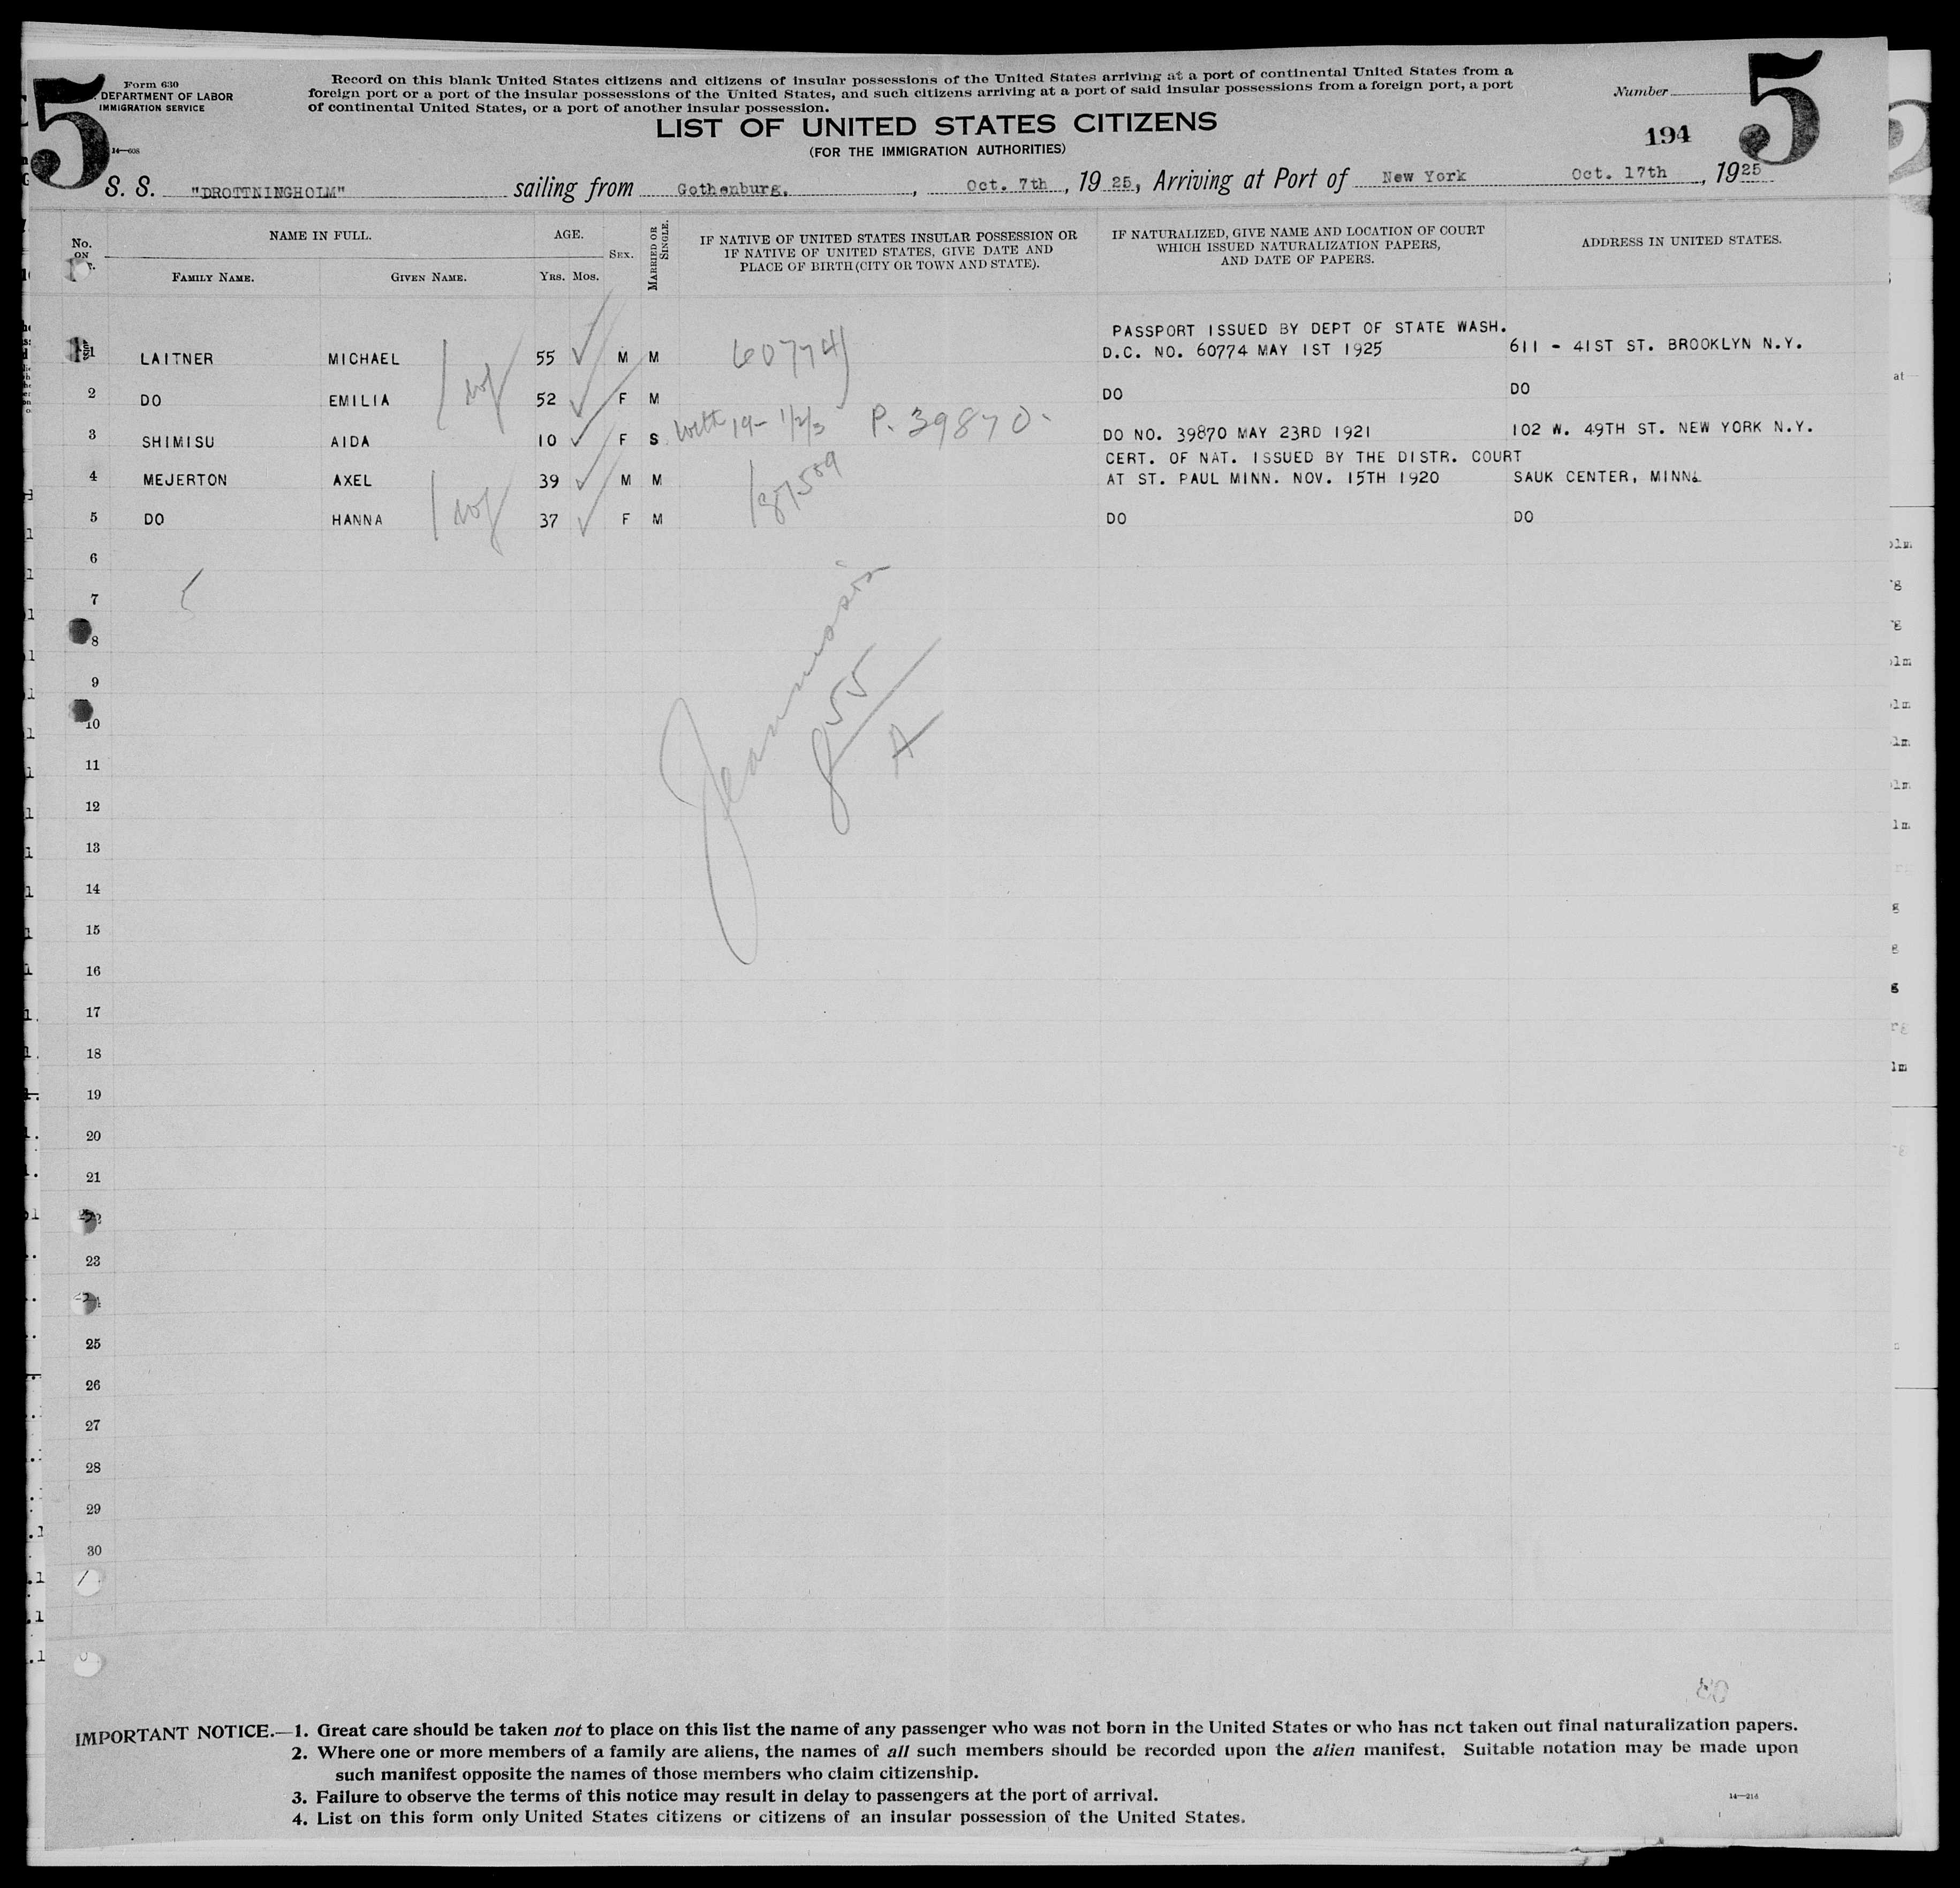 5
5
Form 630
DEPARTMENT OF LABOR
IMMIGRATION SERVICE
14—608
Record on this blank United States citizens and citizens of insular possessions of the United States arriving at a port of continental United States from a
foreign port or a port of the insular possessions of the United States, and such citizens arriving at a port of said insular possessions from a foreign port, a port
of continental United States, or a port of another insular possession.
Number
LIST OF UNITED STATES CITIZENS
(FOR THE IMMIGRATION AUTHORITIES)
194
S. S. "DROTTNINGHOLM" sailing from Gothenburg, , Oct. 7th , 19 25, Arriving at Port of New York Oct. 17th , 1925
No. ON NAME IN FULL. AGE. SEX. MARRIED OR SINGLE. IF NATIVE OF UNITED STATES INSULAR POSSESSION OR IF NATIVE OF UNITED STATES, GIVE DATE AND PLACE OF BIRTH (CITY OR TOWN AND STATE). IF NATURALIZED, GIVE NAME AND LOCATION OF COURT WHICH ISSUED NATURALIZATION PAPERS, AND DATE OF PAPERS. ADDRESS IN UNITED STATES.
FAMILY NAME. GIVEN NAME. YRS. MOS.
PASSPORT ISSUED BY DEPT OF STATE WASH.
1 LAITNER MICHAEL 55 M M 60774 D.C. NO. 60774 MAY 1ST 1925 611 - 41ST ST. BROOKLYN N.Y.
2 DO EMILIA 52 F M DO DO
3 SHIMISU AIDA 10 F S with 19- 1/2/3 P. 39870- DO NO. 39870 MAY 23RD 1921 102 W. 49TH ST. NEW YORK N.Y.
CERT. OF NAT. ISSUED BY THE DISTR. COURT
4 MEJERTON AXEL 39 M M AT ST. PAUL MINN. NOV. 15TH 1920 SAUK CENTER, MINN.
5 DO HANNA 37 F M DO DO
6
7
8
9
10
11
12
13
14
15
16
17
18
19
20
21
23
25
26
27
28
29
30
IMPORTANT NOTICE.—1. Great care should be taken not to place on this list the name of any passenger who was not born in the United States or who has not taken out final naturalization papers.
2. Where one or more members of a family are aliens, the names of all such members should be recorded upon the alien manifest. Suitable notation may be made upon
such manifest opposite the names of those members who claim citizenship.
3. Failure to observe the terms of this notice may result in delay to passengers at the port of arrival.
4. List on this form only United States citizens or citizens of an insular possession of the United States.